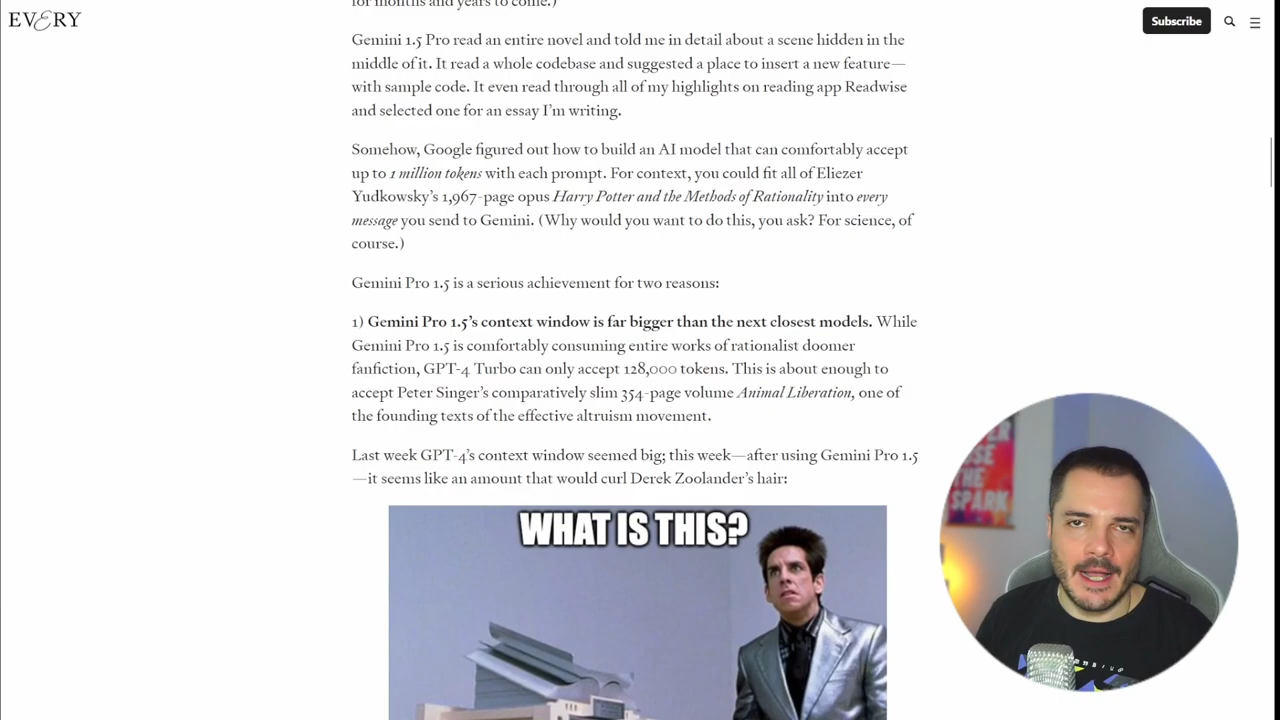 for months and years to come.)
EVERY
Subscribe
Gemini 1.5 Pro read an entire novel and told me in detail about a scene hidden in the
middle of it. It read a whole codebase and suggested a place to insert a new feature—
with sample code. It even read through all of my highlights on reading app Readwise
and selected one for an essay I’m writing.
Somehow, Google figured out how to build an AI model that can comfortably accept
up to 1 million tokens with each prompt. For context, you could fit all of Eliezer
Yudkowsky’s 1,967-page opus Harry Potter and the Methods of Rationality into every
message you send to Gemini. (Why would you want to do this, you ask? For science, of
course.)
Gemini Pro 1.5 is a serious achievement for two reasons:
1) Gemini Pro 1.5’s context window is far bigger than the next closest models. While
Gemini Pro 1.5 is comfortably consuming entire works of rationalist doomer
fanfiction, GPT-4 Turbo can only accept 128,000 tokens. This is about enough to
accept Peter Singer’s comparatively slim 354-page volume Animal Liberation, one of
the founding texts of the effective altruism movement.
Last week GPT-4’s context window seemed big; this week—after using Gemini Pro 1.5
—it seems like an amount that would curl Derek Zoolander’s hair:
WHAT IS THIS?
THE
SPARK